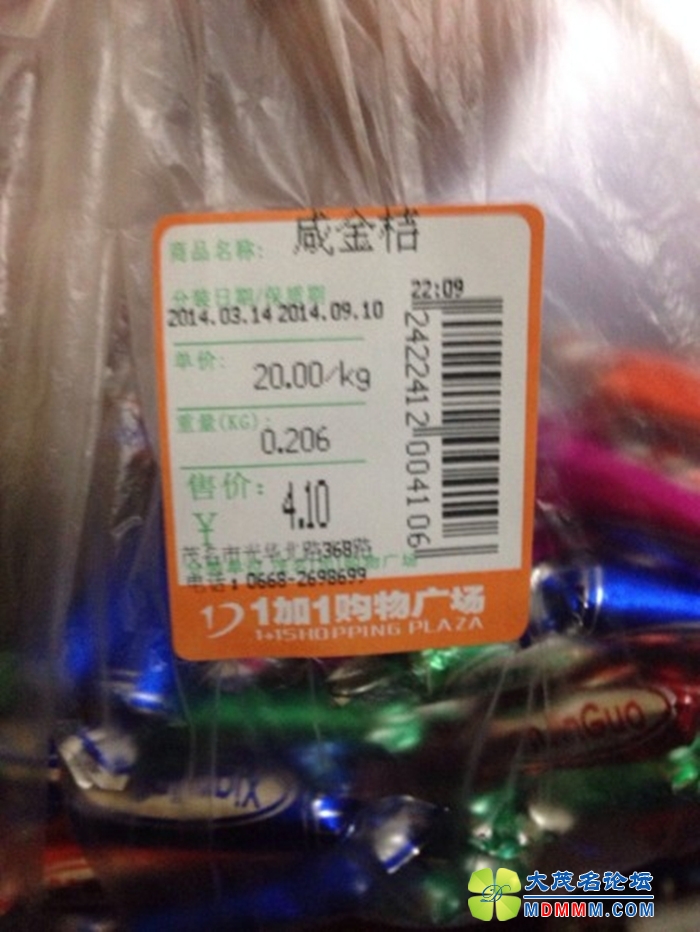 商品名称: 咸金桔
分装日期/保质期
2014.03.14 2014.09.10
22:09
单价:
20.00/kg
重量(KG):
0.206
售价:
¥ 4.10
2422412004106
茂名市光华北路368路
电话:0668-2698699
1加1购物广场
1+1SHOPPING PLAZA
大茂名论坛
MDMMM.COM